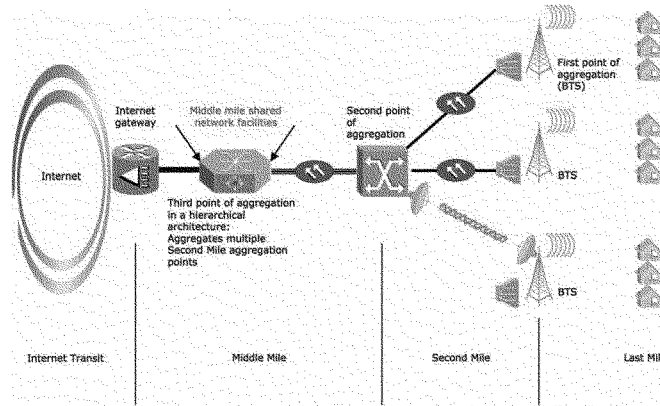 Internet
gateway
Middle mile shared
network facilities
Second point
of
aggregation
First point of
aggregation
(BTS)
Internet
BTS
Third point of aggregation
in a hierarchical
architecture:
Aggregates multiple
Second Mile aggregation
points
BTS
Internet Transit
Middle Mile
Second Mile
Last Mil